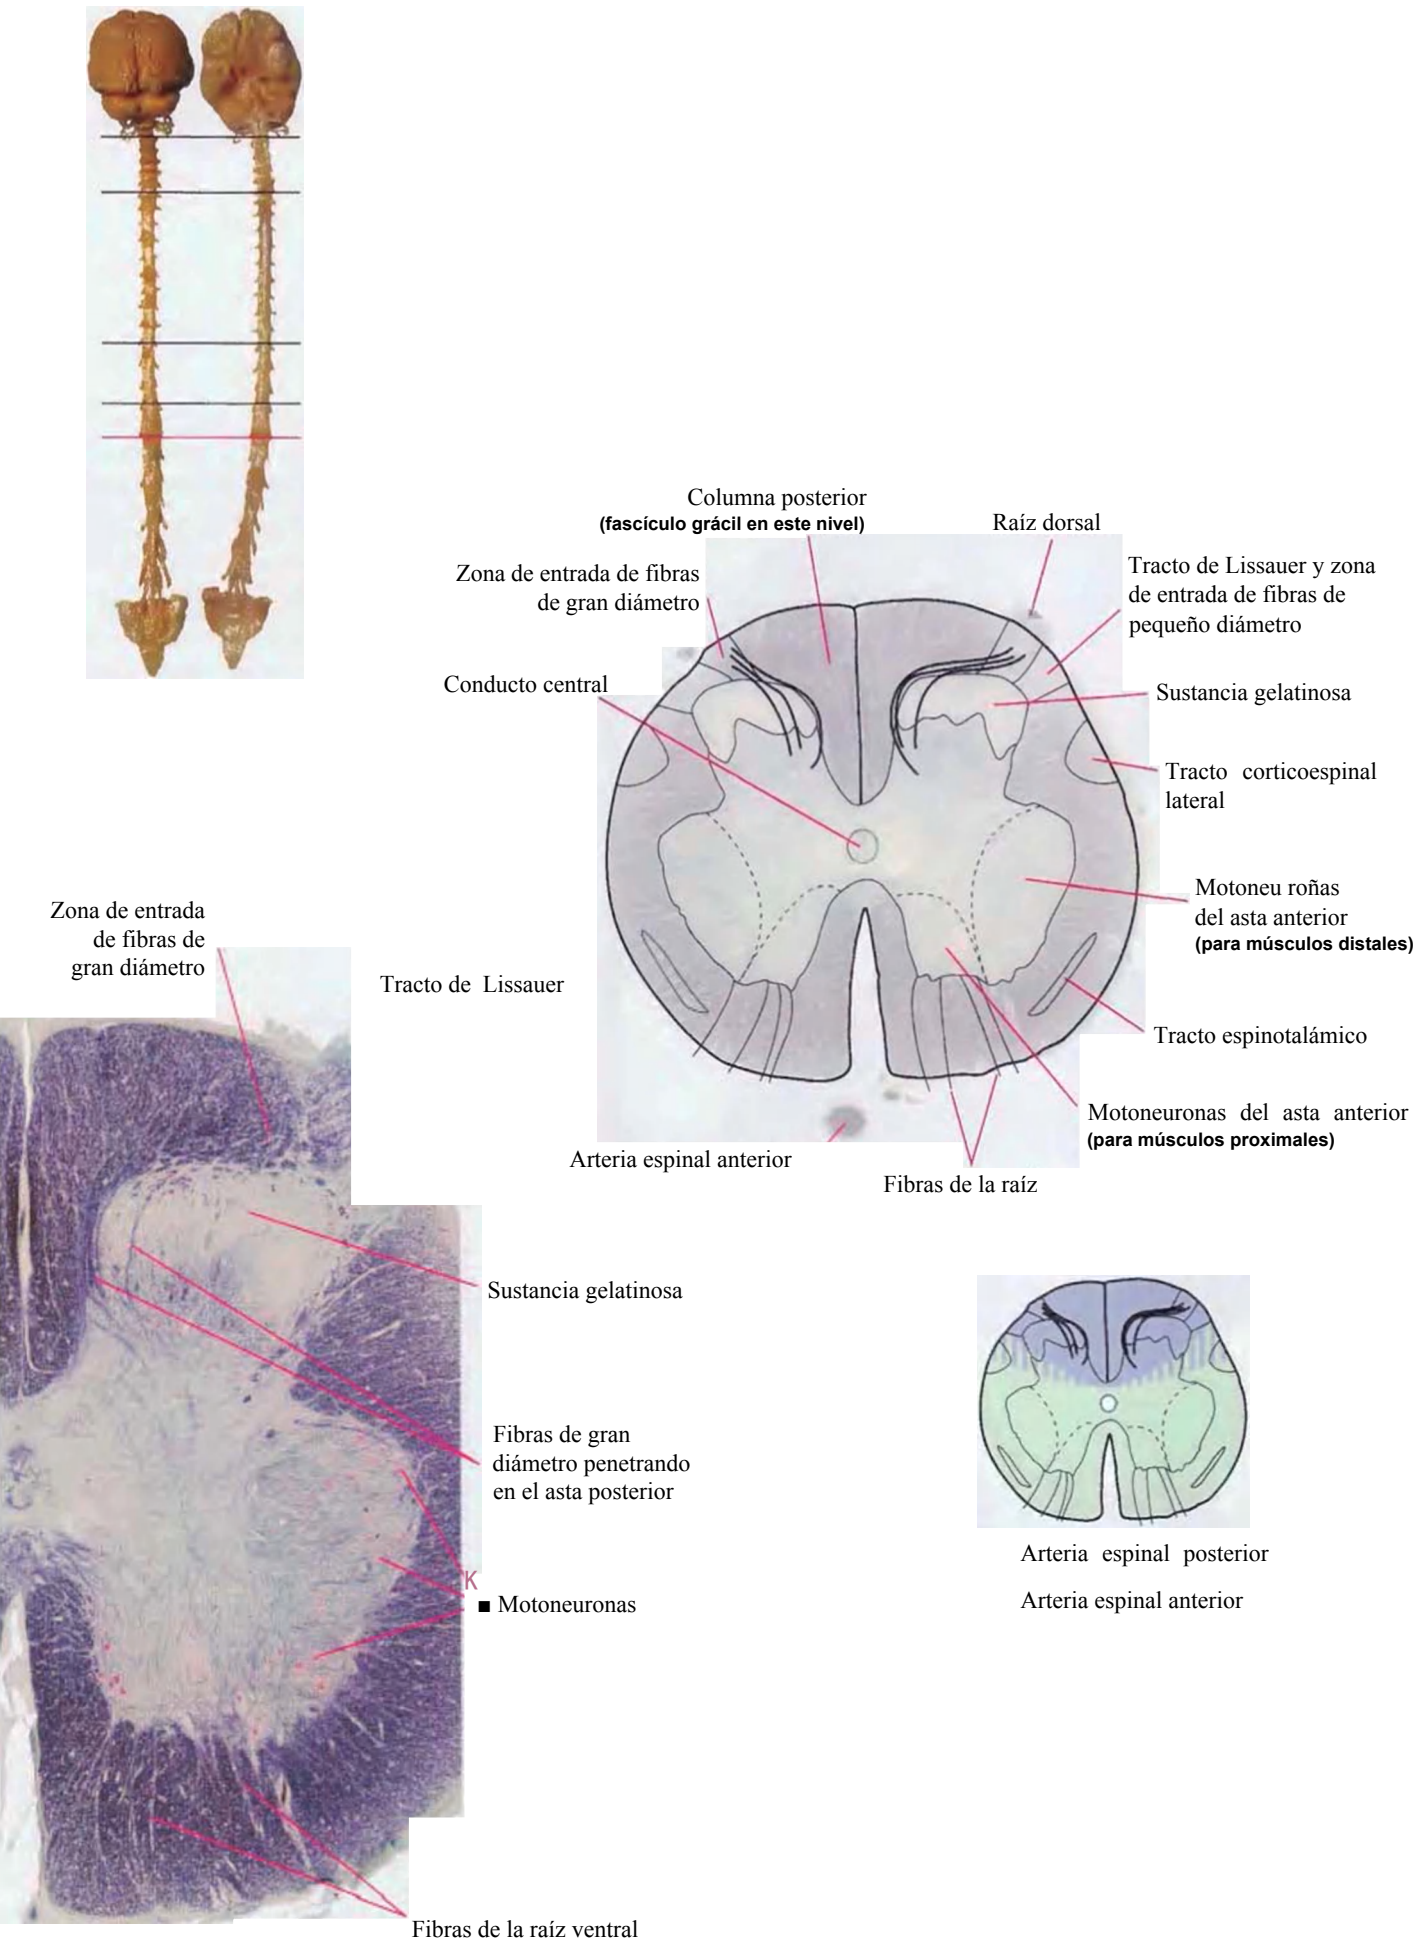 Columna posterior
(fascículo grácil en este nivel)
Raíz dorsal
Zona de entrada de fibras
de gran diámetro
Tracto de Lissauer y zona
de entrada de fibras de
pequeño diámetro
Conducto central
Sustancia gelatinosa
Tracto corticoespinal
lateral
Motoneu roñas
del asta anterior
(para músculos distales)
Tracto espinotalámico
Motoneuronas del asta anterior
(para músculos proximales)
Arteria espinal anterior
Fibras de la raíz
Zona de entrada
de fibras de
gran diámetro
Tracto de Lissauer
Sustancia gelatinosa
Fibras de gran
diámetro penetrando
en el asta posterior
K
■ Motoneuronas
Fibras de la raíz ventral
Arteria espinal posterior
Arteria espinal anterior